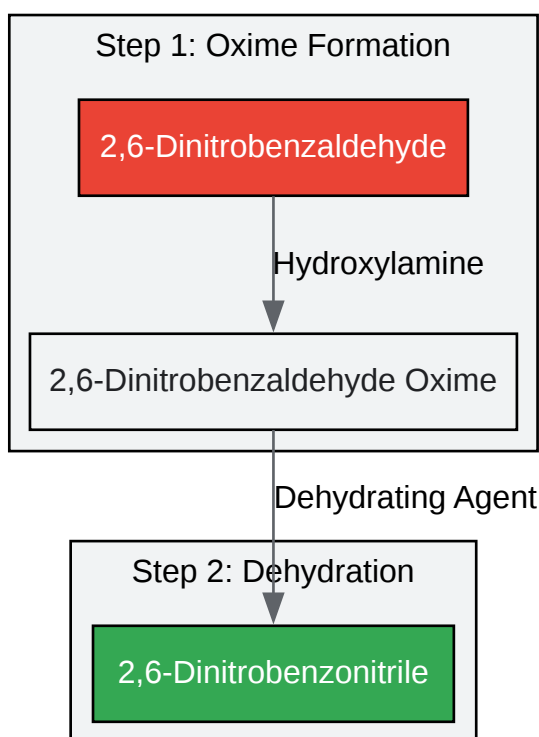 Step 1: Oxime Formation
2,6-Dinitrobenzaldehyde
Hydroxylamine
2,6-Dinitrobenzaldehyde Oxime
Dehydrating Agent
Step 2: Dehydration
2,6-Dinitrobenzonitrile